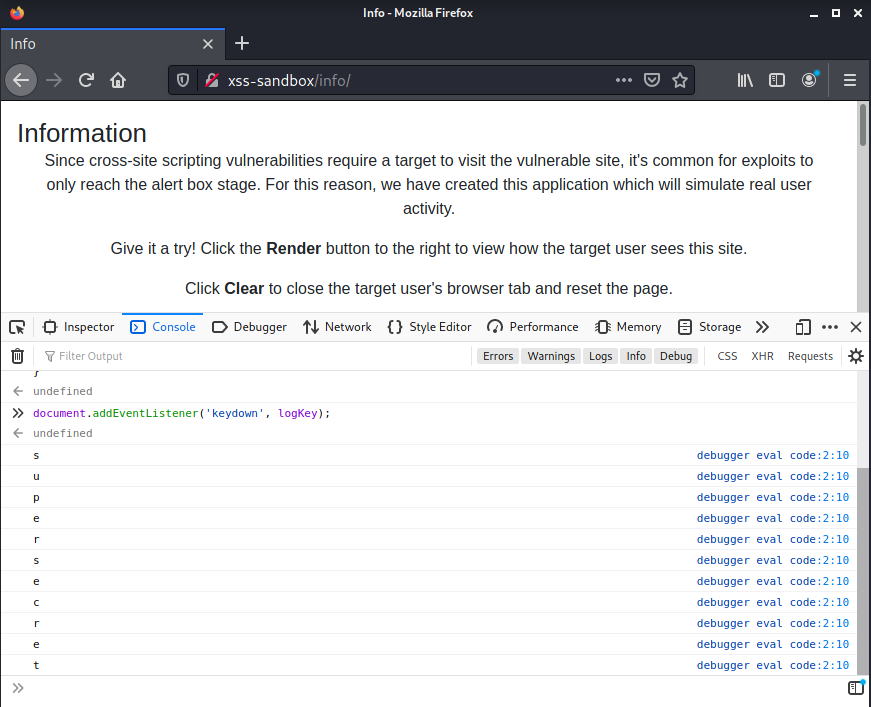 Info - Mozilla Firefox
Info
xss-sandbox/info/
Information
Since cross-site scripting vulnerabilities require a target to visit the vulnerable site, it's common for exploits to
only reach the alert box stage. For this reason, we have created this application which will simulate real user
activity.
Give it a try! Click the Render button to the right to view how the target user sees this site.
Click Clear to close the target user's browser tab and reset the page.
Inspector Console Debugger Network Style Editor Performance Memory Storage
Filter Output Errors Warnings Logs Info Debug CSS XHR Requests
}
undefined
document.addEventListener('keydown', logKey);
undefined
s debugger eval code:2:10
u debugger eval code:2:10
p debugger eval code:2:10
e debugger eval code:2:10
r debugger eval code:2:10
s debugger eval code:2:10
e debugger eval code:2:10
c debugger eval code:2:10
r debugger eval code:2:10
e debugger eval code:2:10
t debugger eval code:2:10